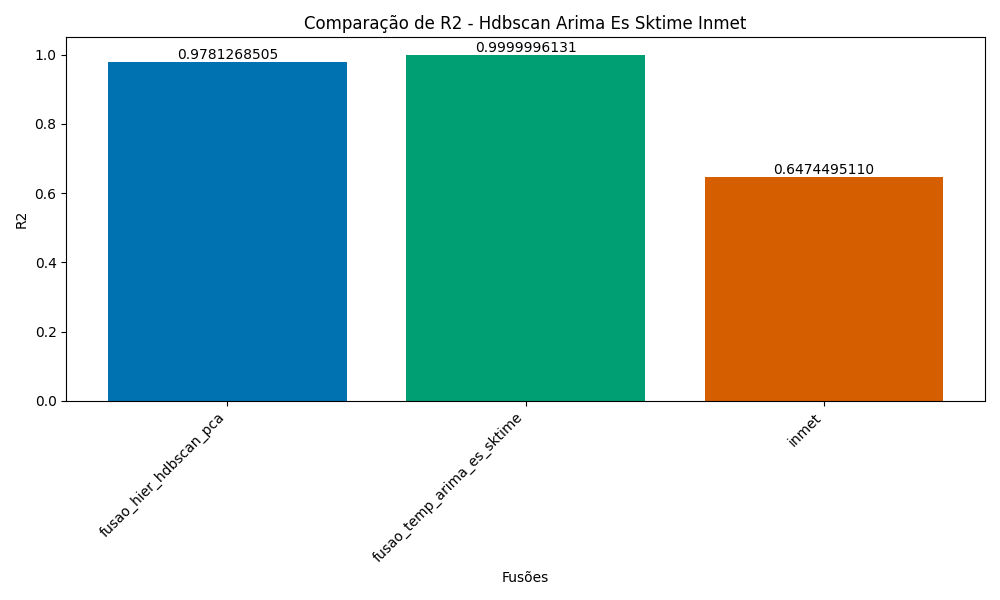 Comparação de R2 - Hdbscan Arima Es Sktime Inmet
0.9781268505
0.9999996131
0.6474495110
R2
1.0
0.8
0.6
0.4
0.2
0.0
fusao_hier_hdbscan_pca
fusao_temp_arima_es_sktime
inmet
Fusões